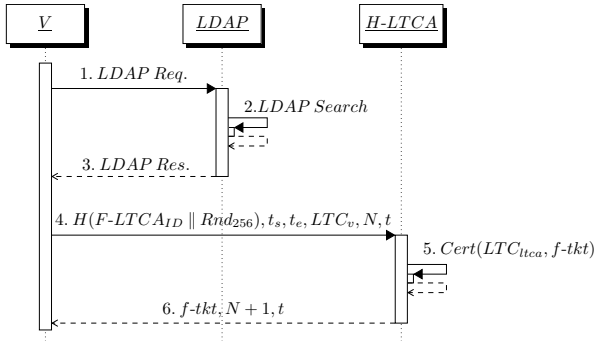 V
LDAP
H-LTCA
1. LDAP Req.
2.LDAP Search
3. LDAP Res.
4. H(F-LTCA_ID ∥ Rnd_256), t_s, t_e, LTC_v, N, t
5. Cert(LTC_ltca, f-tkt)
6. f-tkt, N + 1, t